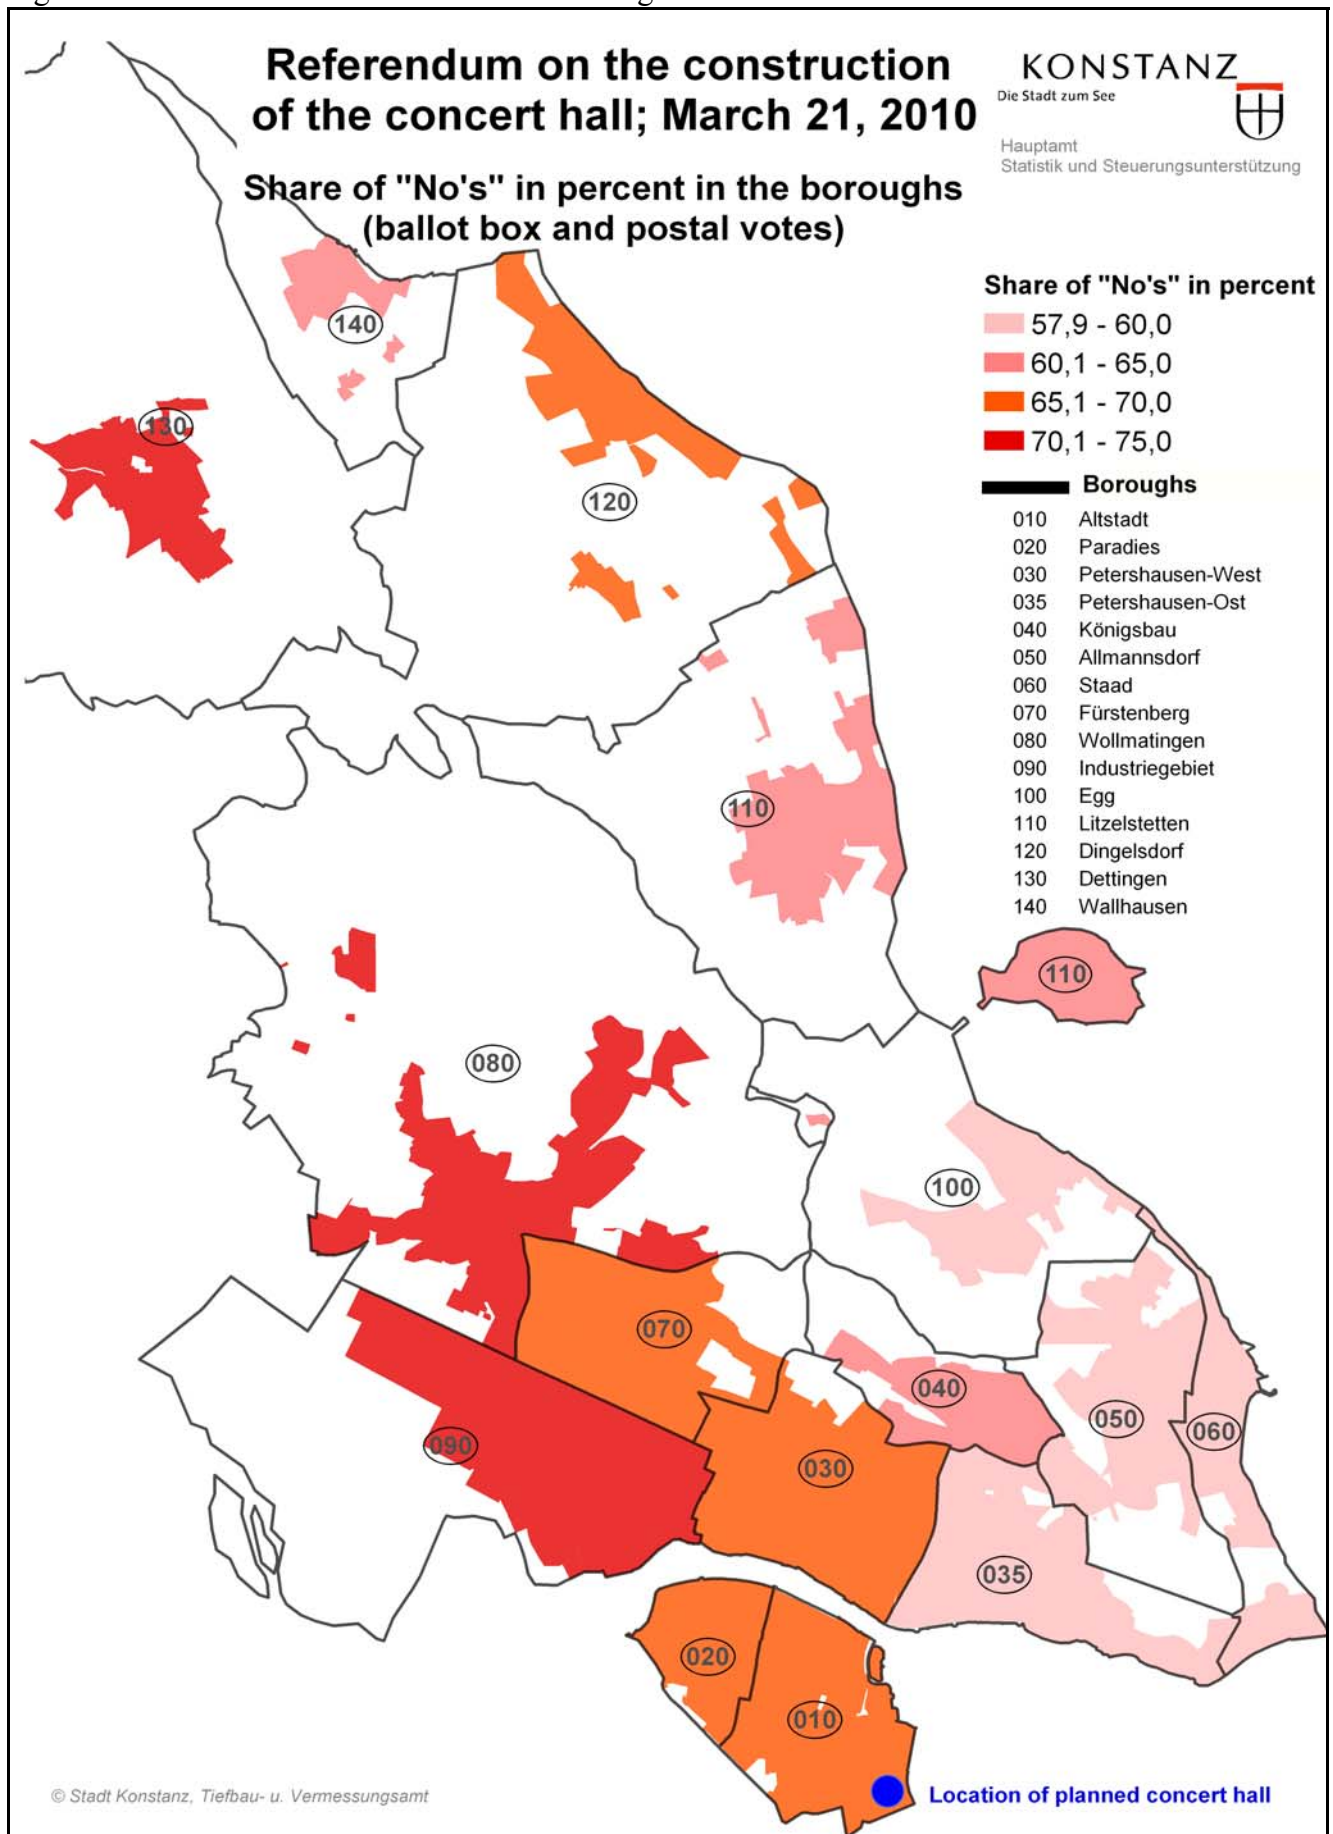 Referendum on the construction
of the concert hall; March 21, 2010
Share of "No's" in percent in the boroughs
(ballot box and postal votes)
KONSTANZ
Die Stadt zum See
Hauptamt
Statistik und Steuerungsunterstützung
Share of "No's" in percent
57,9 - 60,0
60,1 - 65,0
65,1 - 70,0
70,1 - 75,0
Boroughs
010 Altstadt
020 Paradies
030 Petershausen-West
035 Petershausen-Ost
040 Königsbau
050 Allmannsdorf
060 Staad
070 Fürstenberg
080 Wollmatingen
090 Industriegebiet
100 Egg
110 Litzelstetten
120 Dingelsdorf
130 Dettingen
140 Wallhausen
140
130
120
110
110
080
100
070
040
050
060
090
030
035
020
010
Location of planned concert hall
© Stadt Konstanz, Tiefbau- u. Vermessungsamt